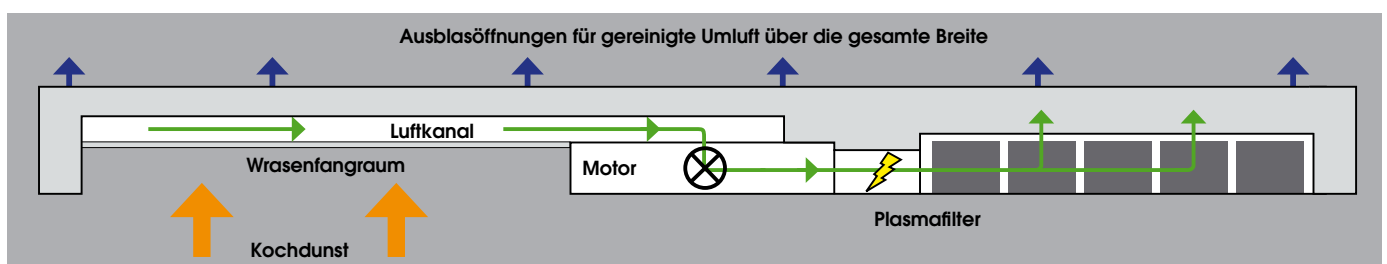 Ausblasöffnungen für gereinigte Umluft über die gesamte Breite
Luftkanal
Wrasenfangraum
Motor
Plasmafilter
Kochdunst